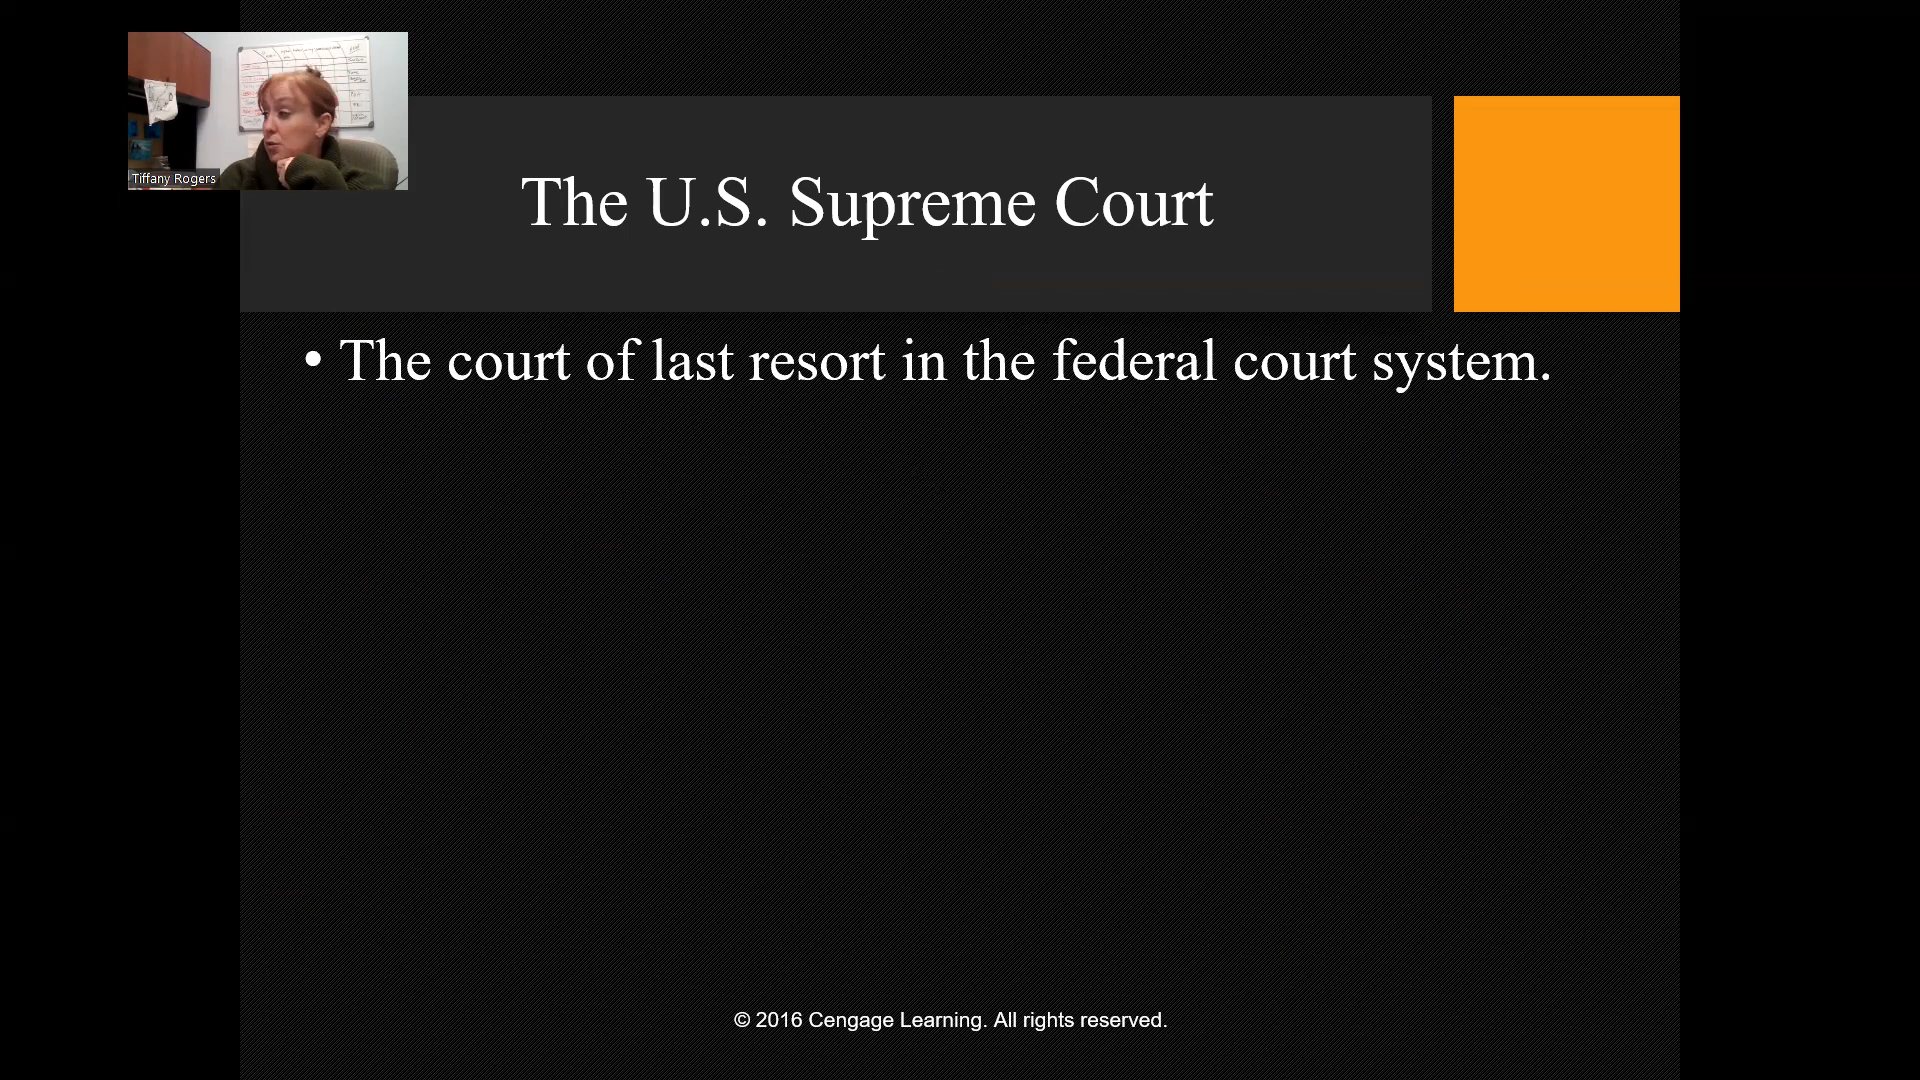 Tiffany Rogers
The U.S. Supreme Court
• The court of last resort in the federal court system.
© 2016 Cengage Learning. All rights reserved.